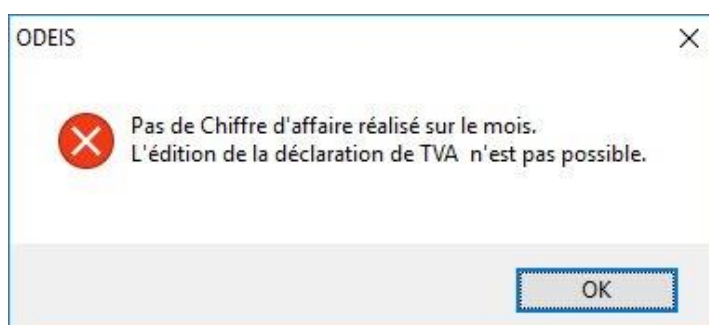 ODEIS
Pas de Chiffre d'affaire réalisé sur le mois.
L'édition de la déclaration de TVA  n'est pas possible.
OK